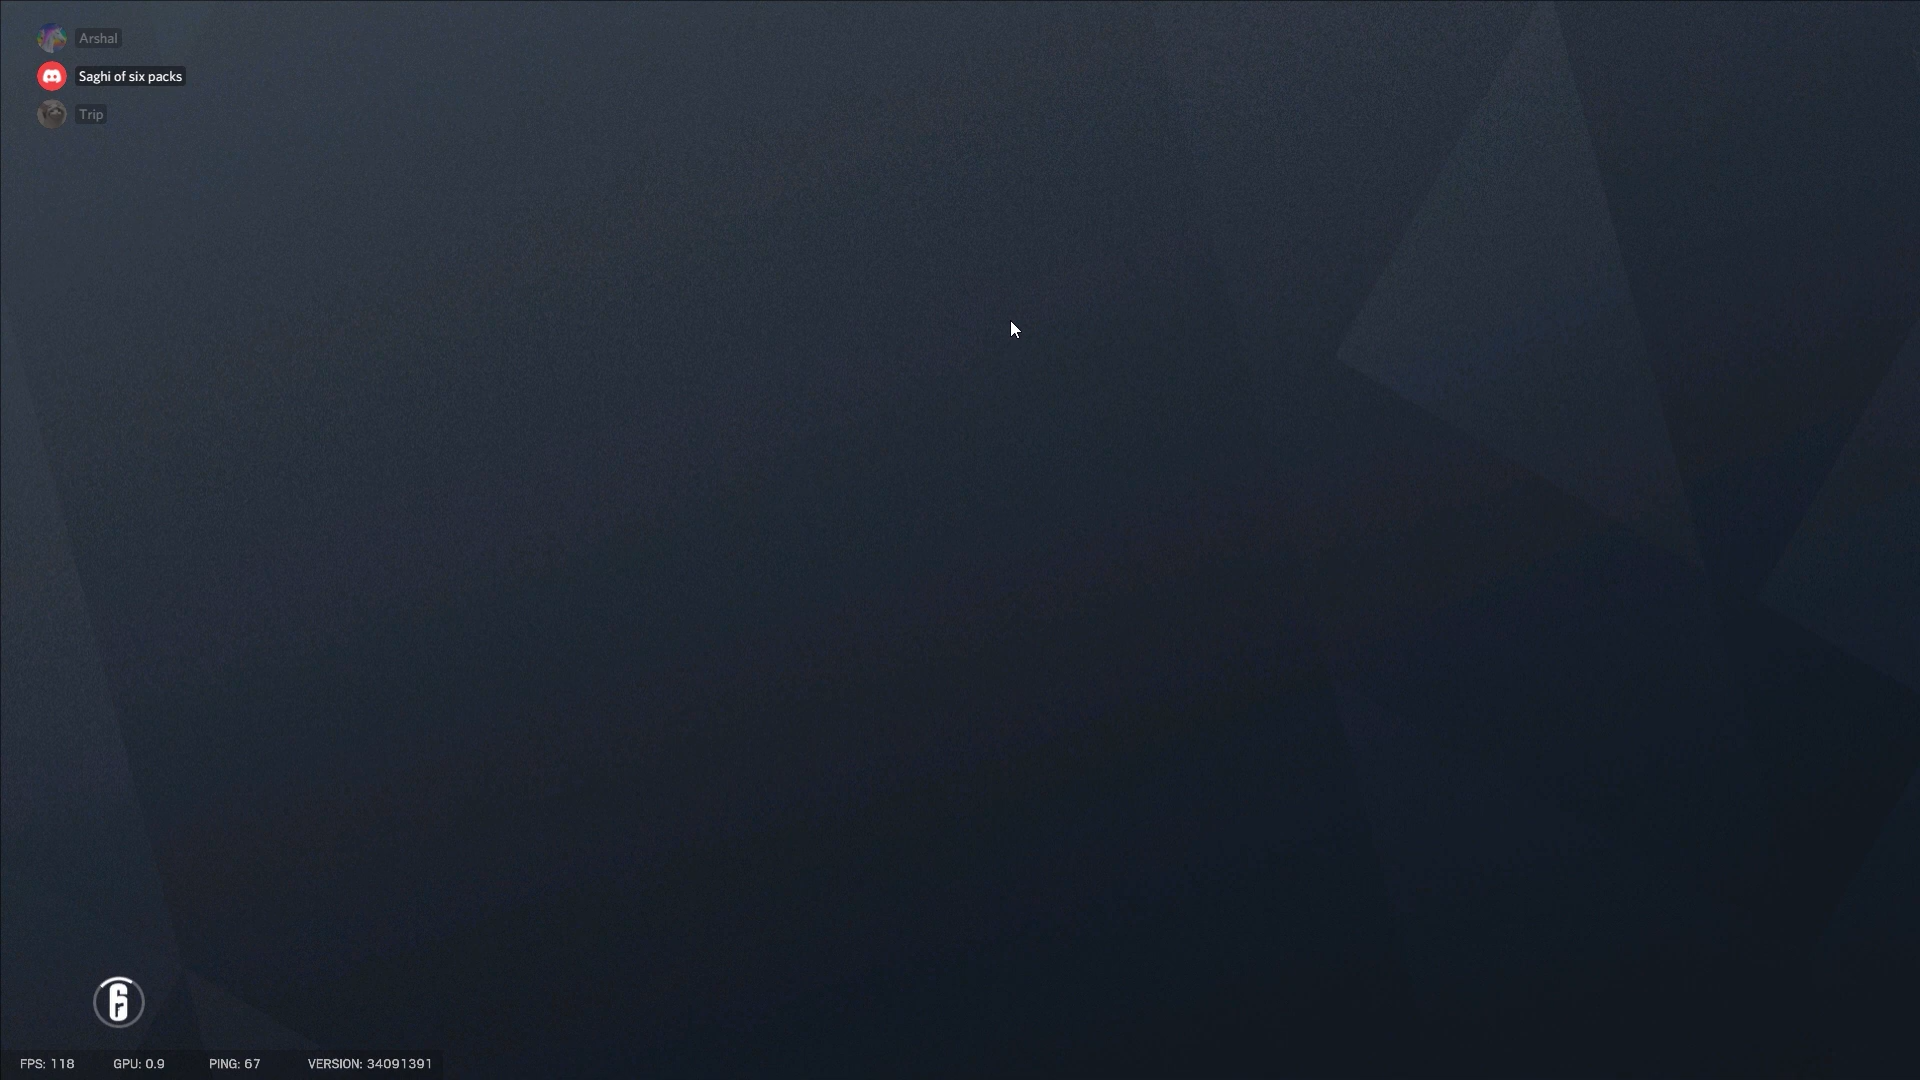 Arshal
Saghi of six packs
Trip
FPS: 118 GPU: 0.9 PING: 67 VERSION: 34091391